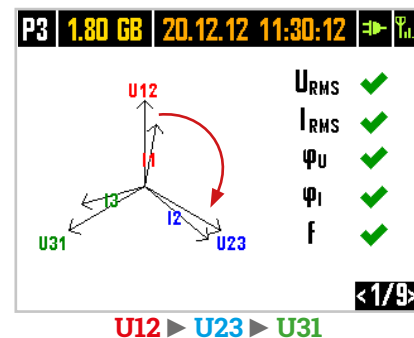 P3 1.80 GB 20.12.12 11:30:12
U12
I1
I3
I2
U31
U23
URMS ✔
IRMS ✔
φU ✔
φI ✔
f ✔
<1/9>
U12 ► U23 ► U31